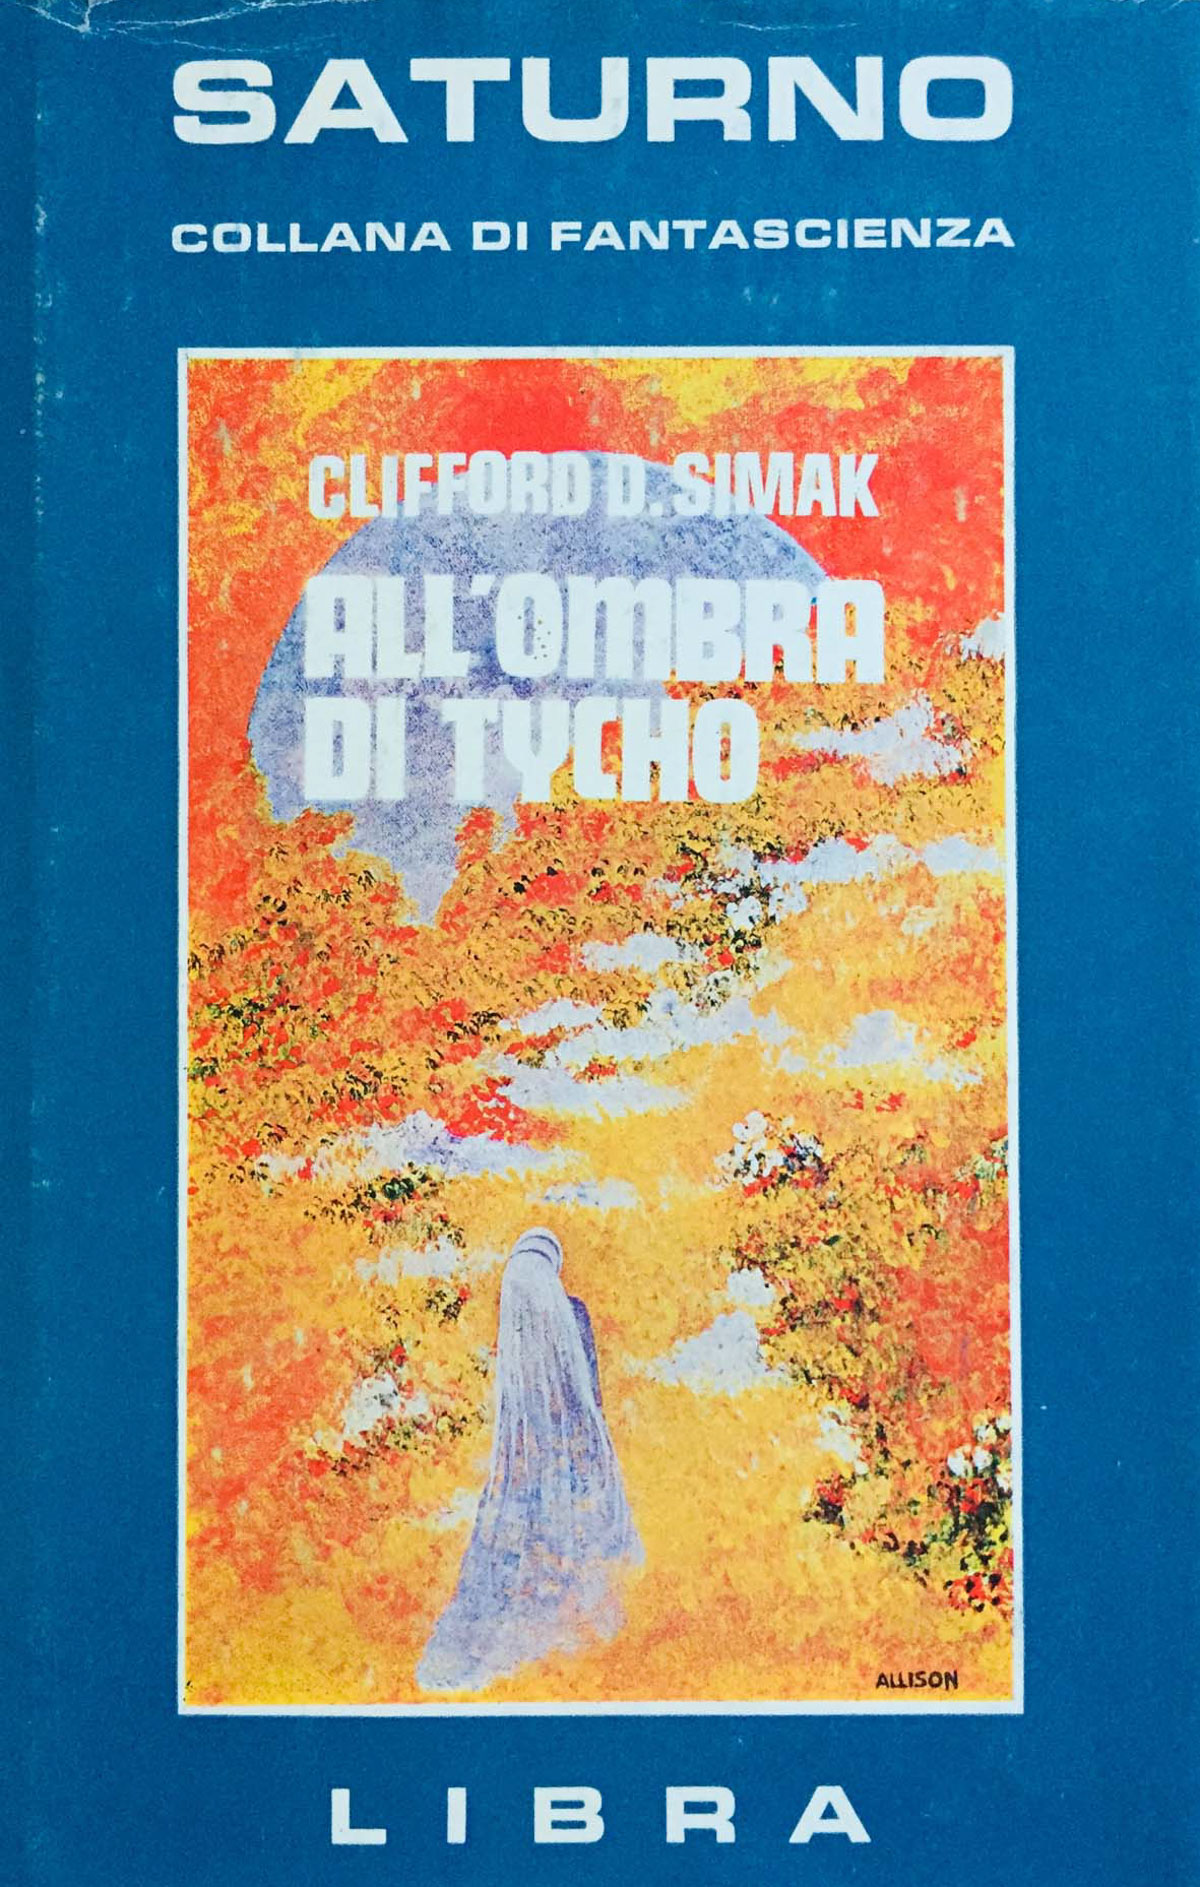 SATURNO
COLLANA DI FANTASCIENZA
CLIFFORD D. SIMAK
ALL'OMBRA
DI TYCHO
ALLISON
LIBRA